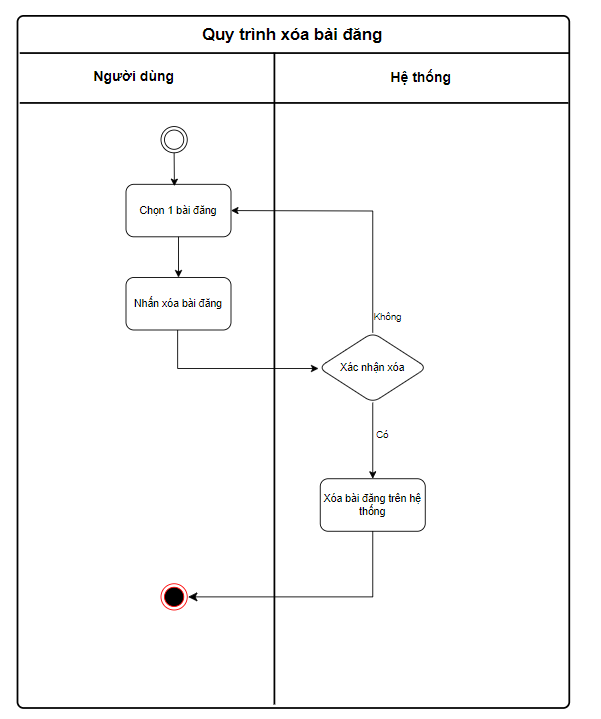 Quy trình xóa bài đăng
Người dùng
Hệ thống
Chọn 1 bài đăng
Nhấn xóa bài đăng
Không
Xác nhận xóa
Có
Xóa bài đăng trên hệ
thống